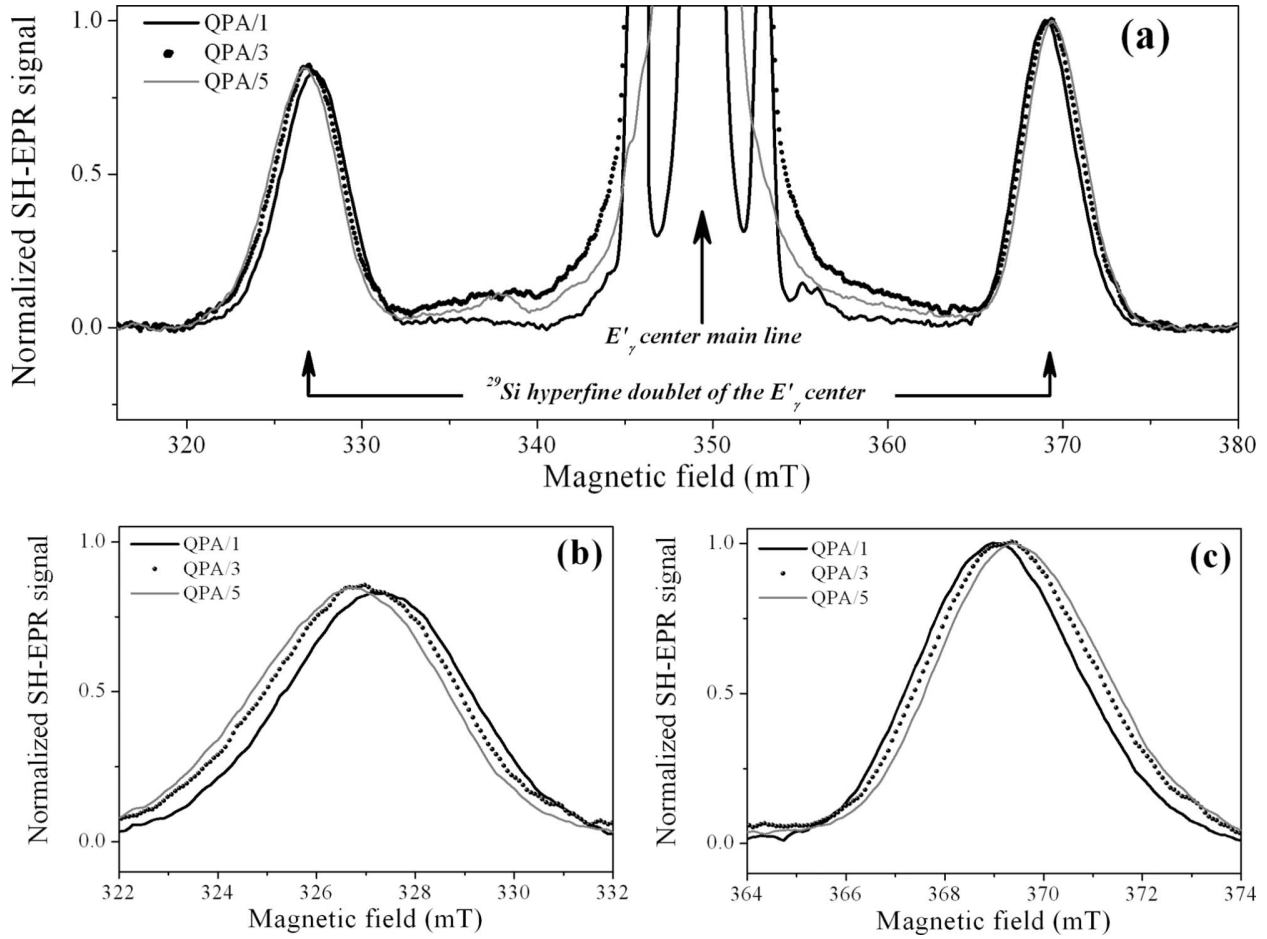 QPA/1
QPA/3
QPA/5
(a)
Normalized SH-EPR signal
1.0
0.5
0.0
E'γ center main line
²⁹Si hyperfine doublet of the E'γ center
320 330 340 350 360 370 380
Magnetic field (mT)
QPA/1
QPA/3
QPA/5
(b)
Normalized SH-EPR signal
1.0
0.5
0.0
322 324 326 328 330 332
Magnetic field (mT)
QPA/1
QPA/3
QPA/5
(c)
Normalized SH-EPR signal
1.0
0.5
0.0
364 366 368 370 372 374
Magnetic field (mT)